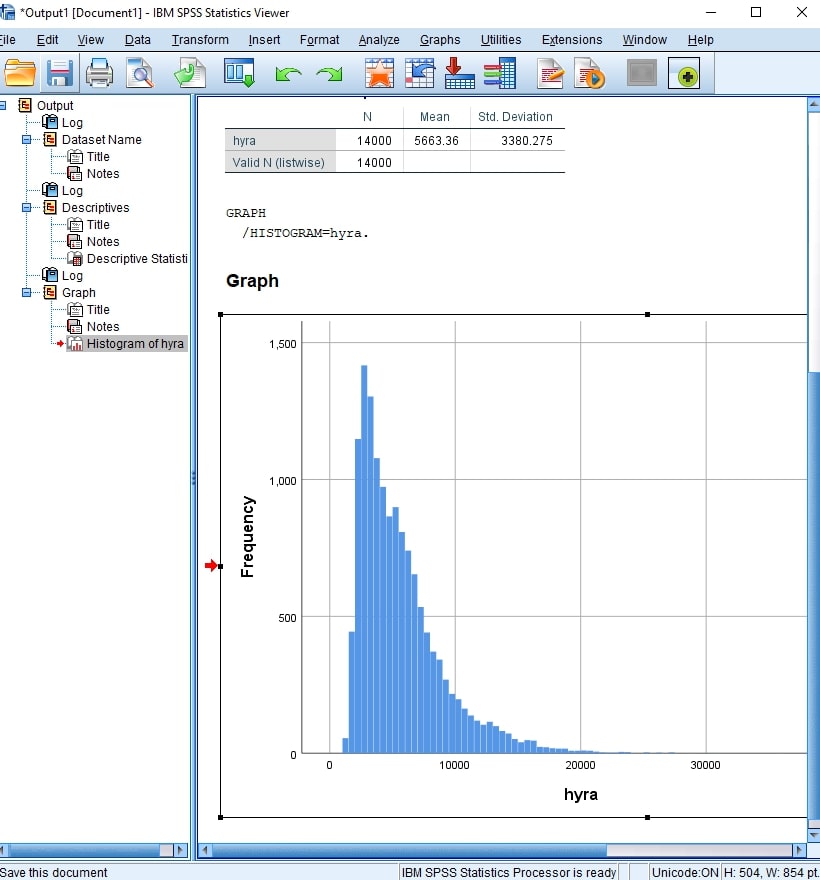 *Output1 [Document1] - IBM SPSS Statistics Viewer
File Edit View Data Transform Insert Format Analyze Graphs Utilities Extensions Window Help
Output
Log
Dataset Name
Title
Notes
Log
Descriptives
Title
Notes
Descriptive Statisti
Log
Graph
Title
Notes
Histogram of hyra
N Mean Std. Deviation
hyra 14000 5663.36 3380.275
Valid N (listwise) 14000
GRAPH
/HISTOGRAM=hyra.
Graph
1,500
1,000
500
0
Frequency
0 10000 20000 30000
hyra
Save this document IBM SPSS Statistics Processor is ready Unicode:ON H: 504, W: 854 pt.